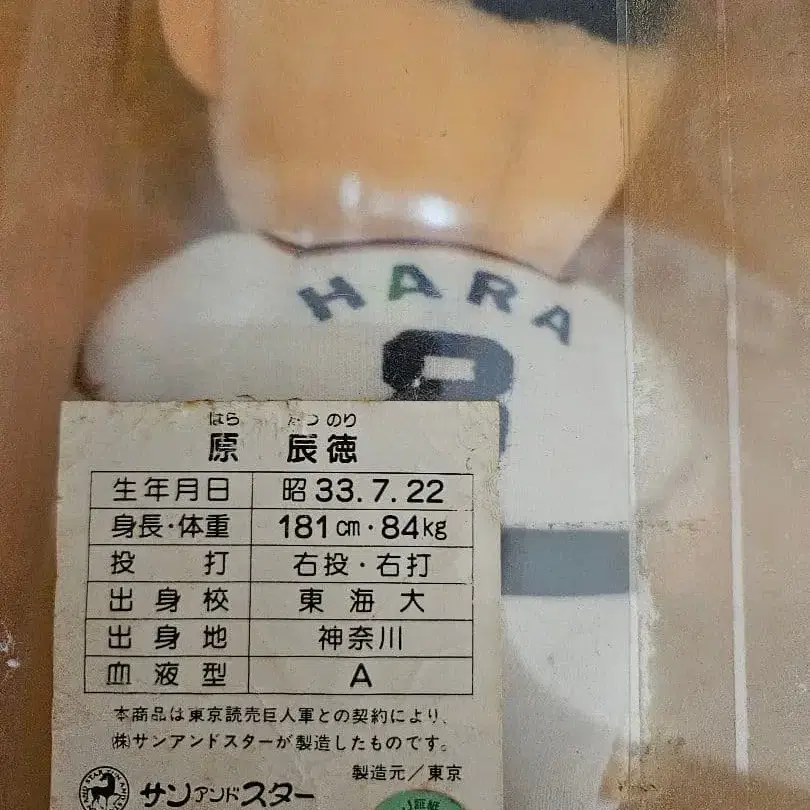 HARA
8
はら たつ のり
原 辰徳
生年月日 昭33.7.22
身長・体重 181cm・84kg
投 打 右投・右打
出身校 東海大
出身地 神奈川
血液型 A
本商品は東京読売巨人軍との契約により、
㈱サンアンドスターが製造したものです。
製造元/東京
サンアンドスター